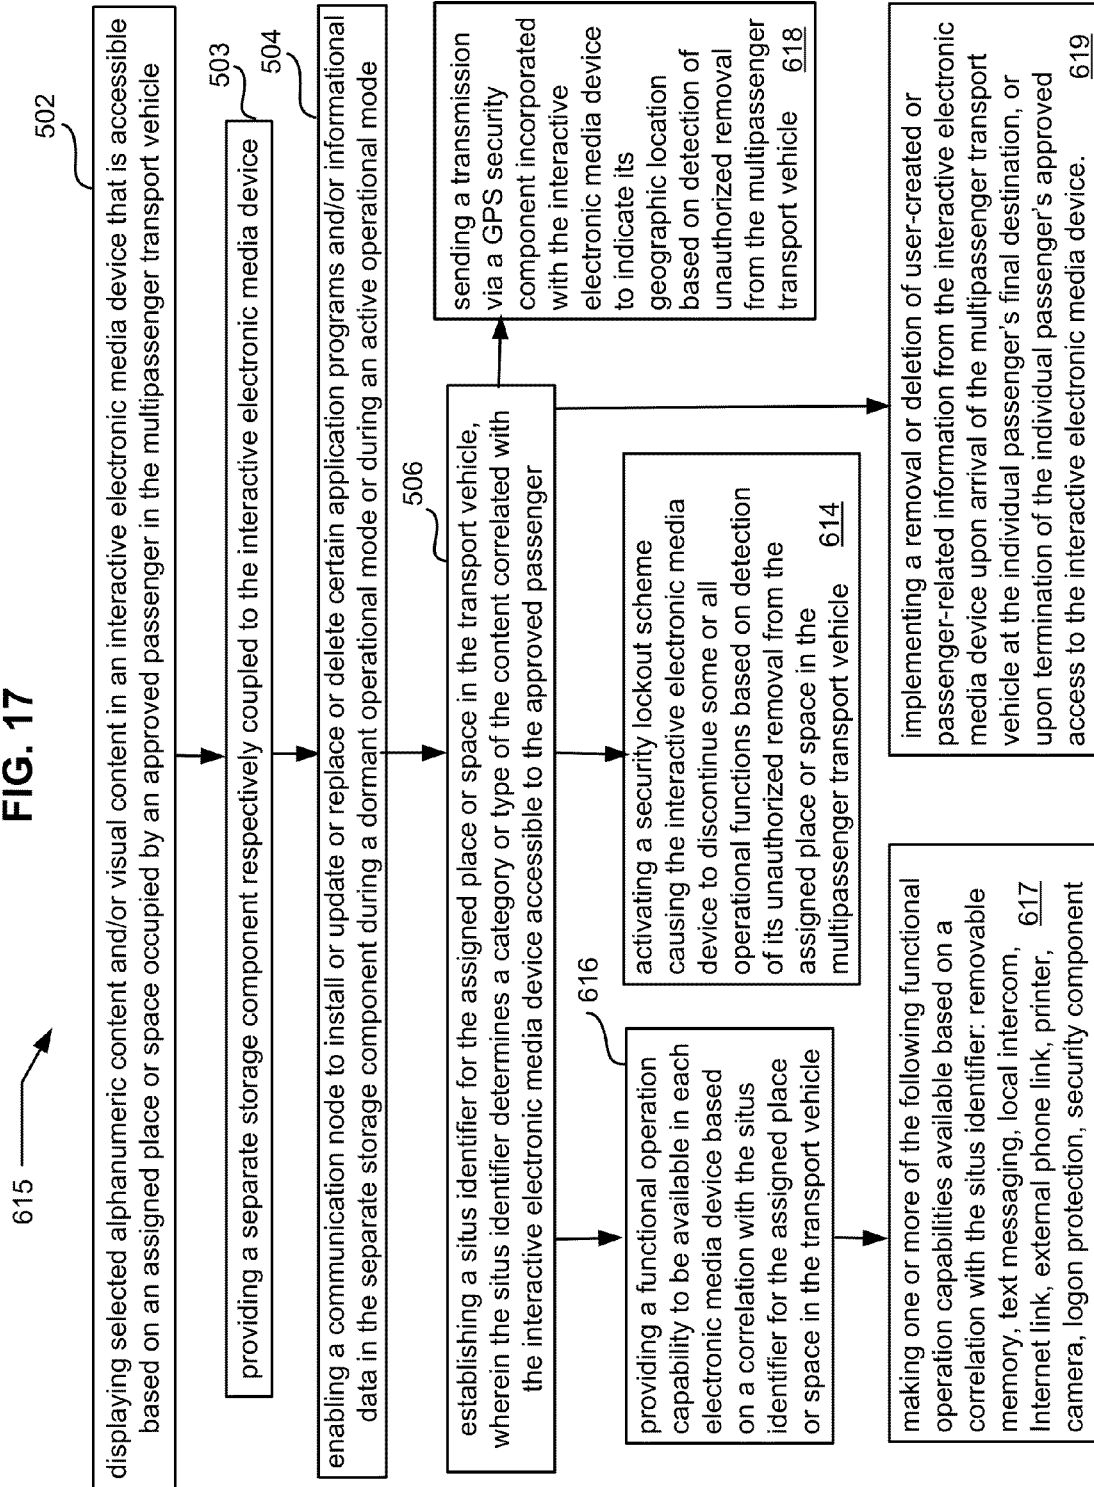 FIG. 17
615
502
displaying selected alphanumeric content and/or visual content in an interactive electronic media device that is accessible
based on an assigned place or space occupied by an approved passenger in the multipassenger transport vehicle
503
providing a separate storage component respectively coupled to the interactive electronic media device
504
enabling a communication node to install or update or replace or delete certain application programs and/or informational
data in the separate storage component during a dormant operational mode or during an active operational mode
506
establishing a situs identifier for the assigned place or space in the transport vehicle,
wherein the situs identifier determines a category or type of the content correlated with
the interactive electronic media device accessible to the approved passenger
sending a transmission
via a GPS security
component incorporated
with the interactive
electronic media device
to indicate its
geographic location
based on detection of
unauthorized removal
from the multipassenger
transport vehicle 618
616
providing a functional operation
capability to be available in each
electronic media device based
on a correlation with the situs
identifier for the assigned place
or space in the transport vehicle
activating a security lockout scheme
causing the interactive electronic media
device to discontinue some or all
operational functions based on detection
of its unauthorized removal from the
assigned place or space in the
multipassenger transport vehicle 614
making one or more of the following functional
operation capabilities available based on a
correlation with the situs identifier: removable
memory, text messaging, local intercom,
Internet link, external phone link, printer, 617
camera, logon protection, security component
implementing a removal or deletion of user-created or
passenger-related information from the interactive electronic
media device upon arrival of the multipassenger transport
vehicle at the individual passenger's final destination, or
upon termination of the individual passenger's approved
access to the interactive electronic media device. 619